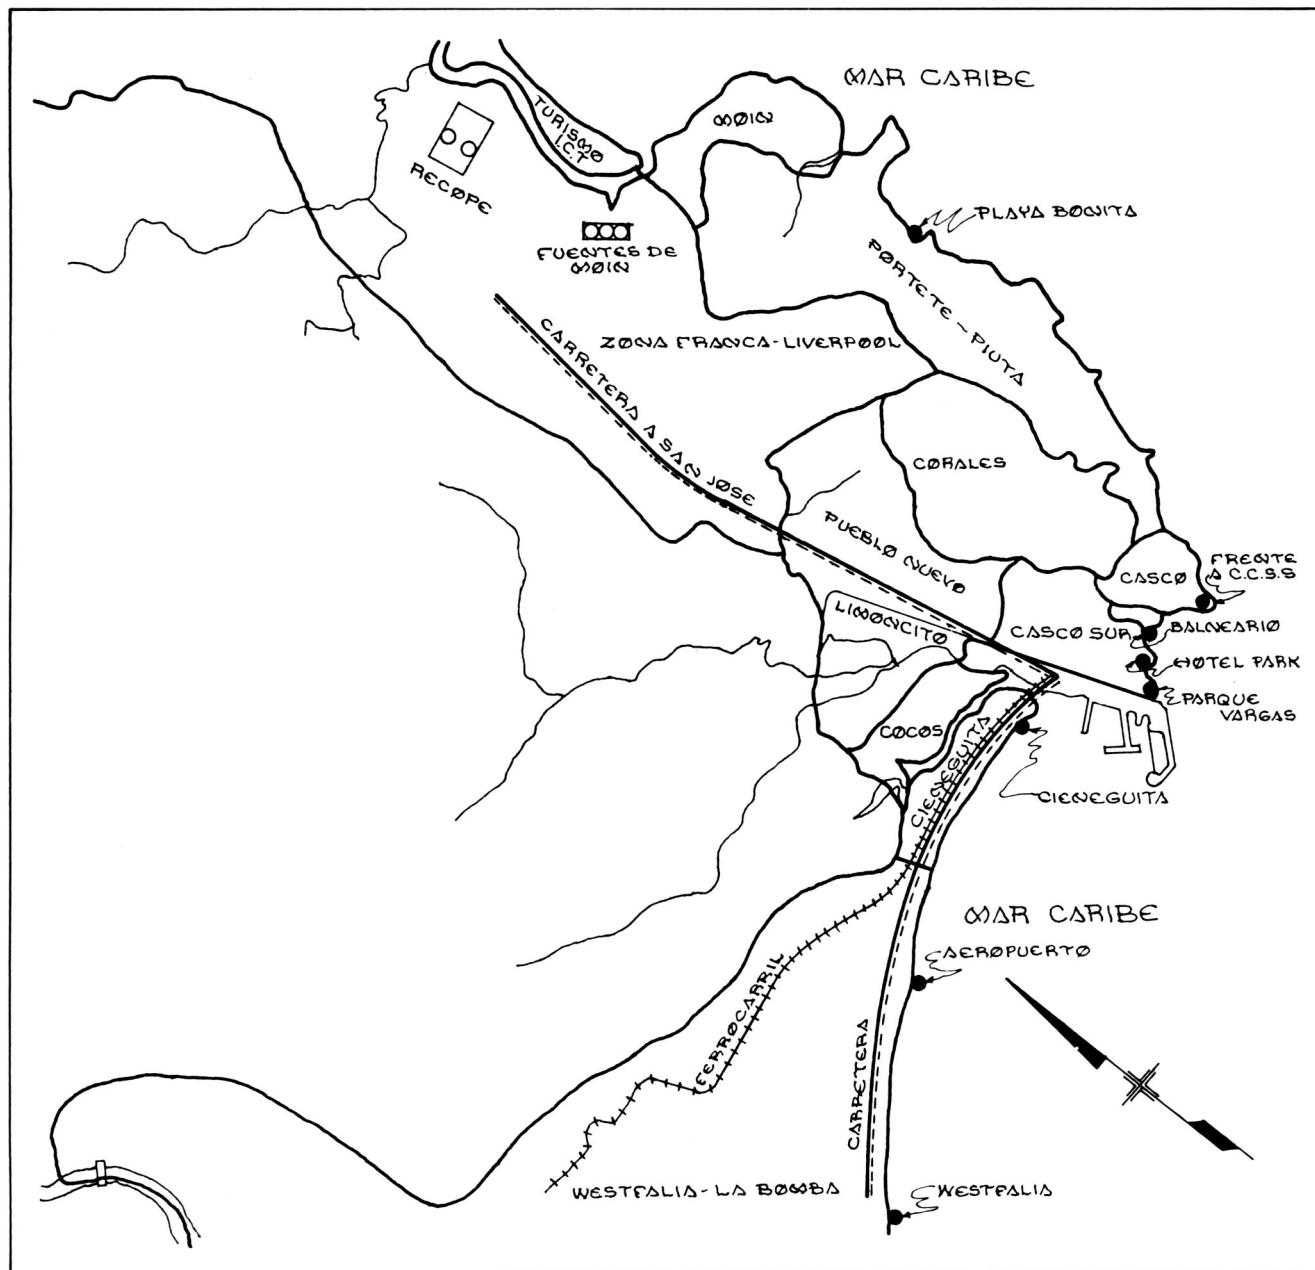 MAR CARIBE
MOIN
TURISMO
I.C.T
RECOPE
PLAYA BONITA
FUENTES DE
MOIN
PORTETE - PIUTA
ZONA FRANCA - LIVERPOOL
CARRETERA A SAN JOSE
CORALES
PUEBLO NUEVO
CASCO
FRENTE
A C.C.S.S
LIMONCITO
CASCO SUR
BALNEARIO
HOTEL PARK
PARQUE
VARGAS
COCOS
CIENEGUITA
CIENEGUITA
MAR CARIBE
AEROPUERTO
FERROCARRIL
CARRETERA
WESTFALIA - LA BOMBA
WESTFALIA